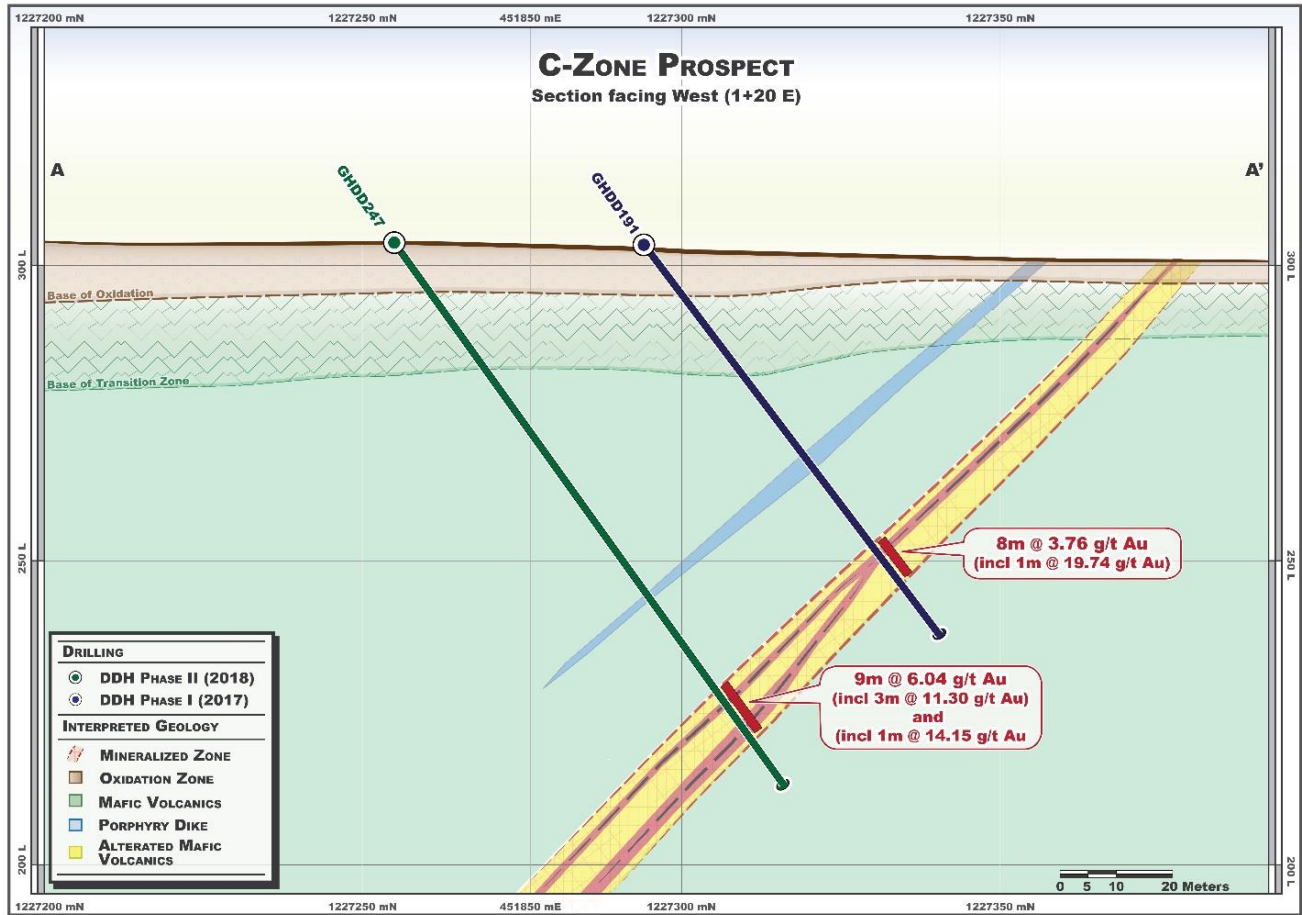 1227200 mN
1227250 mN
451850 mE
1227300 mN
1227350 mN
C-ZONE PROSPECT
Section facing West (1+20 E)
A
A'
GHDD247
GHDD191
300 L
300 L
Base of Oxidation
Base of Transition Zone
250 L
250 L
8m @ 3.76 g/t Au
(incl 1m @ 19.74 g/t Au)
9m @ 6.04 g/t Au
(incl 3m @ 11.30 g/t Au)
and
(incl 1m @ 14.15 g/t Au
DRILLING
DDH PHASE II (2018)
DDH PHASE I (2017)
INTERPRETED GEOLOGY
MINERALIZED ZONE
OXIDATION ZONE
MAFIC VOLCANICS
PORPHYRY DIKE
ALTERATED MAFIC
VOLCANICS
200 L
200 L
0 5 10 20 Meters
1227200 mN
1227250 mN
451850 mE
1227300 mN
1227350 mN